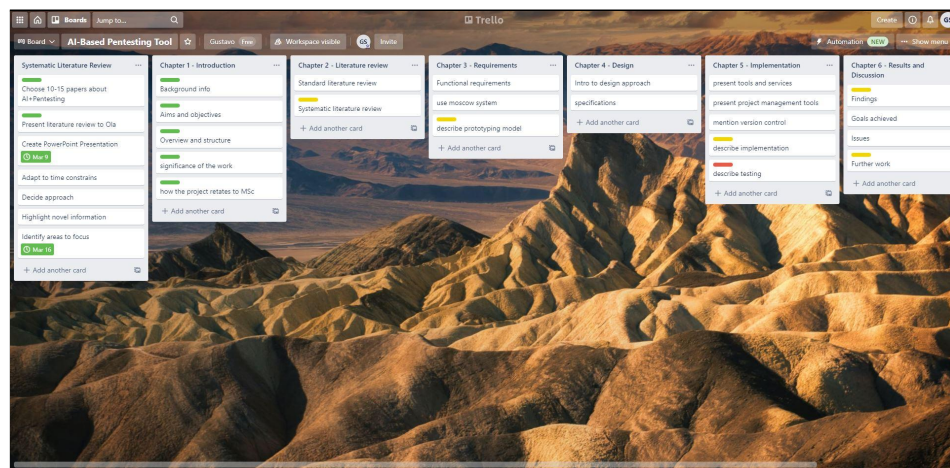 Boards Jump to...
Trello
Create
GS
Board
AI-Based Pentesting Tool
Gustavo Free
Workspace visible
GS
Invite
Automation NEW
Show menu
Systematic Literature Review
Choose 10-15 papers about
AI+Pentesting
Present literature review to Ola
Create PowerPoint Presentation
Mar 9
Adapt to time constrains
Decide approach
Highlight novel information
Identify areas to focus
Mar 16
+ Add another card
Chapter 1 - Introduction
Background info
Aims and objectives
Overview and structure
significance of the work
how the project retates to MSc
+ Add another card
Chapter 2 - Literature review
Standard literature review
Systematic literature review
+ Add another card
Chapter 3 - Requirements
Functional requirements
use moscow system
describe prototyping model
+ Add another card
Chapter 4 - Design
Intro to design approach
specifications
+ Add another card
Chapter 5 - Implementation
present tools and services
present project management tools
mention version control
describe implementation
describe testing
+ Add another card
Chapter 6 - Results and
Discussion
Findings
Goals achieved
Issues
Further work
+ Add another card